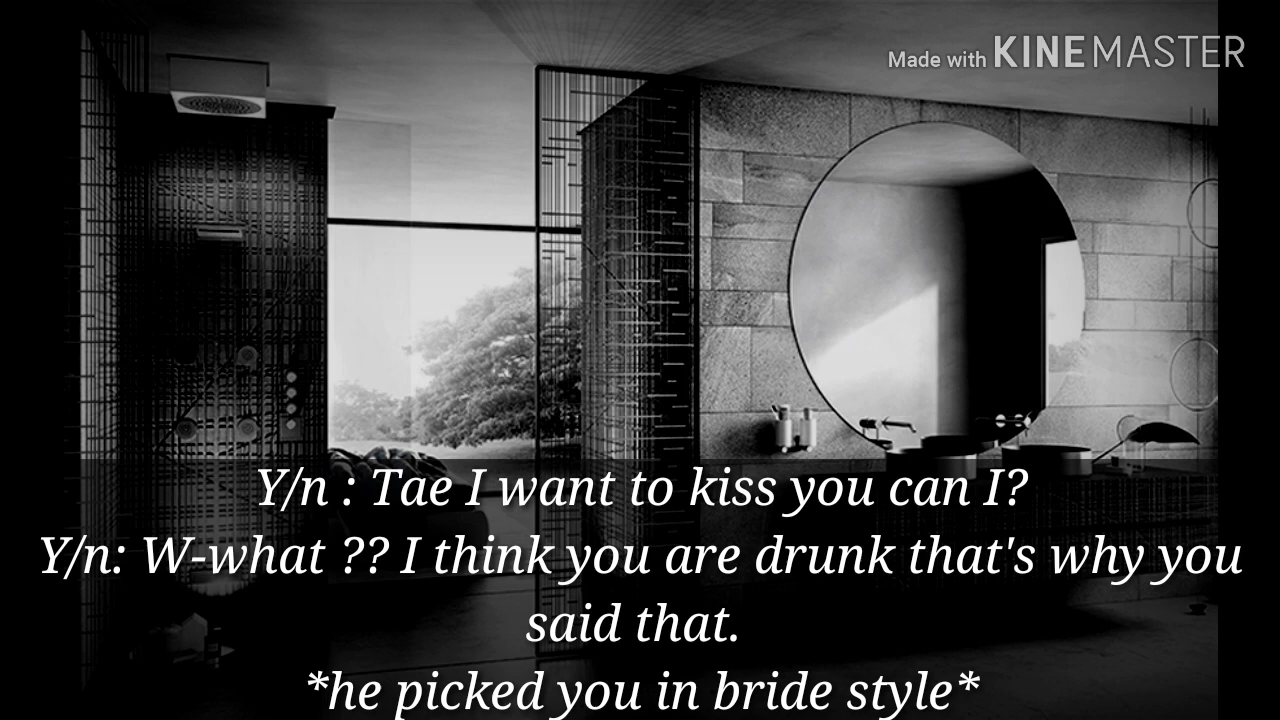 Made with KINEMASTER
Y/n : Tae I want to kiss you can I?
Y/n: W-what ?? I think you are drunk that's why you
said that.
*he picked you in bride style*